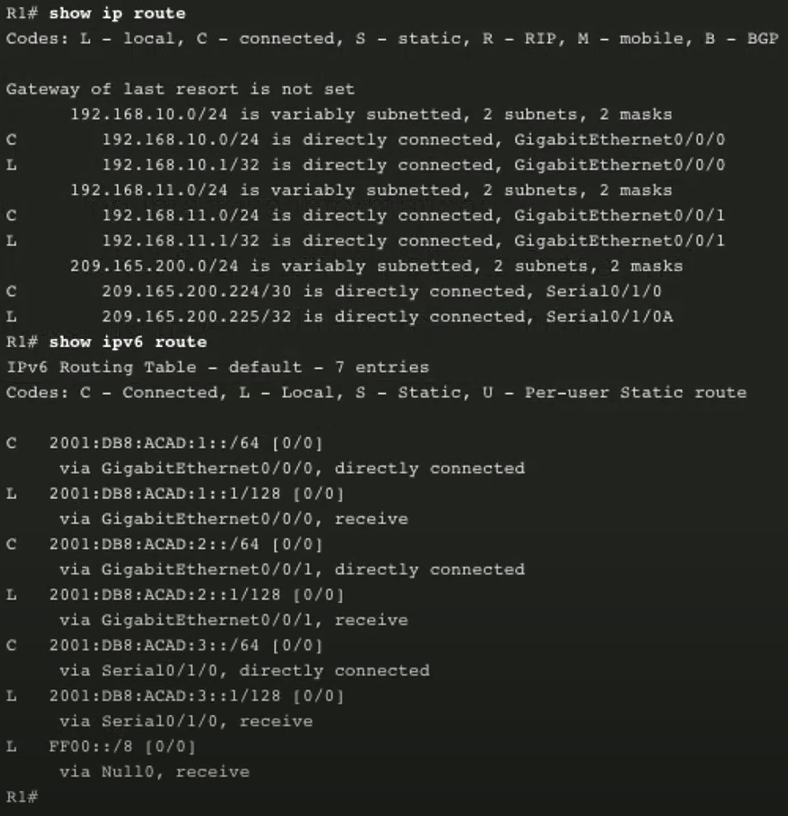 R1# show ip route
Codes: L - local, C - connected, S - static, R - RIP, M - mobile, B - BGP
Gateway of last resort is not set
192.168.10.0/24 is variably subnetted, 2 subnets, 2 masks
C 192.168.10.0/24 is directly connected, GigabitEthernet0/0/0
L 192.168.10.1/32 is directly connected, GigabitEthernet0/0/0
192.168.11.0/24 is variably subnetted, 2 subnets, 2 masks
C 192.168.11.0/24 is directly connected, GigabitEthernet0/0/1
L 192.168.11.1/32 is directly connected, GigabitEthernet0/0/1
209.165.200.0/24 is variably subnetted, 2 subnets, 2 masks
C 209.165.200.224/30 is directly connected, Serial0/1/0
L 209.165.200.225/32 is directly connected, Serial0/1/0A
R1# show ipv6 route
IPv6 Routing Table - default - 7 entries
Codes: C - Connected, L - Local, S - Static, U - Per-user Static route
C 2001:DB8:ACAD:1::/64 [0/0]
via GigabitEthernet0/0/0, directly connected
L 2001:DB8:ACAD:1::1/128 [0/0]
via GigabitEthernet0/0/0, receive
C 2001:DB8:ACAD:2::/64 [0/0]
via GigabitEthernet0/0/1, directly connected
L 2001:DB8:ACAD:2::1/128 [0/0]
via GigabitEthernet0/0/1, receive
C 2001:DB8:ACAD:3::/64 [0/0]
via Serial0/1/0, directly connected
L 2001:DB8:ACAD:3::1/128 [0/0]
via Serial0/1/0, receive
L FF00::/8 [0/0]
via Null0, receive
R1#